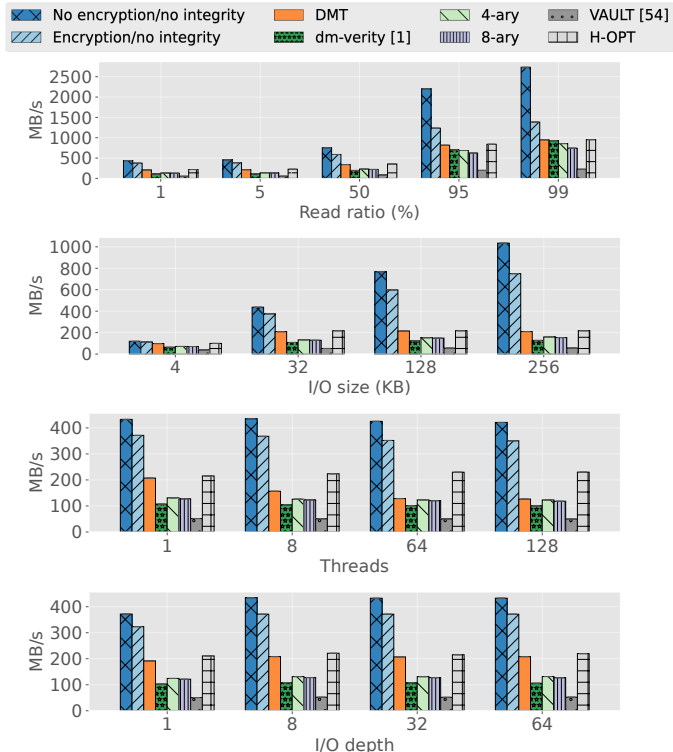 No encryption/no integrity DMT 4-ary VAULT [54]
Encryption/no integrity dm-verity [1] 8-ary H-OPT
2500
2000
1500
1000
500
0
MB/s
1 5 50 95 99
Read ratio (%)
1000
800
600
400
200
0
MB/s
4 32 128 256
I/O size (KB)
400
300
200
100
0
MB/s
1 8 64 128
Threads
400
300
200
100
0
MB/s
1 8 32 64
I/O depth